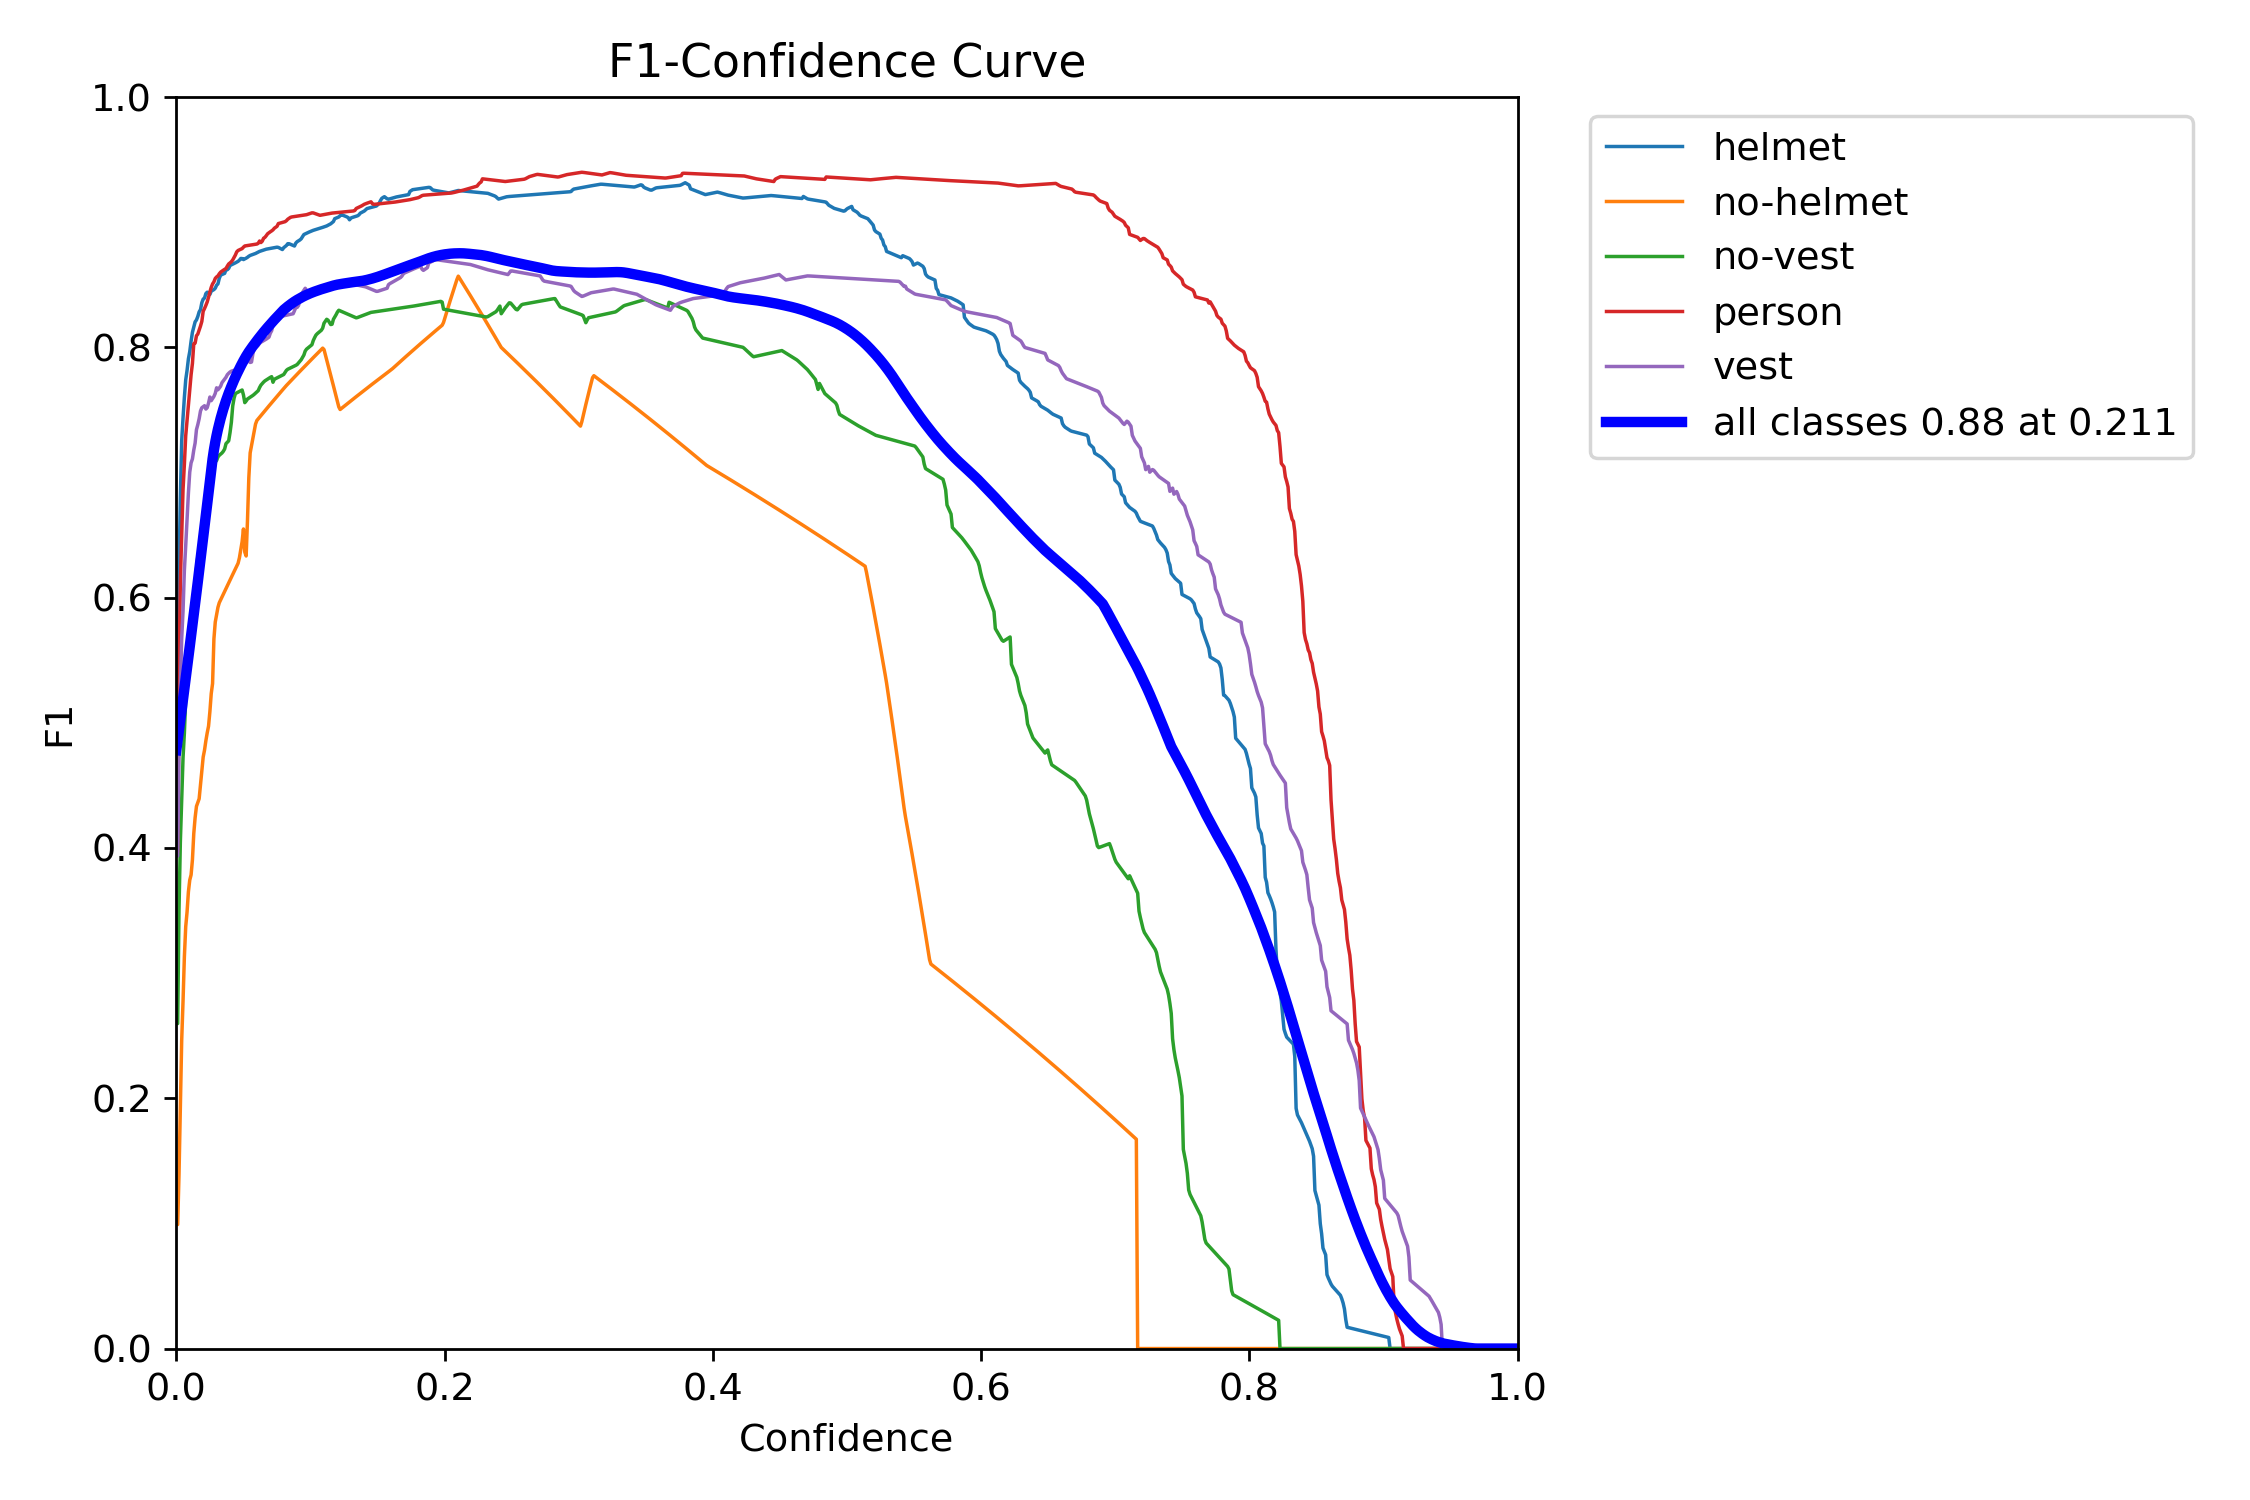 F1-Confidence Curve
1.0
0.8
0.6
0.4
0.2
0.0
F1
0.0 0.2 0.4 0.6 0.8 1.0
Confidence
helmet
no-helmet
no-vest
person
vest
all classes 0.88 at 0.211